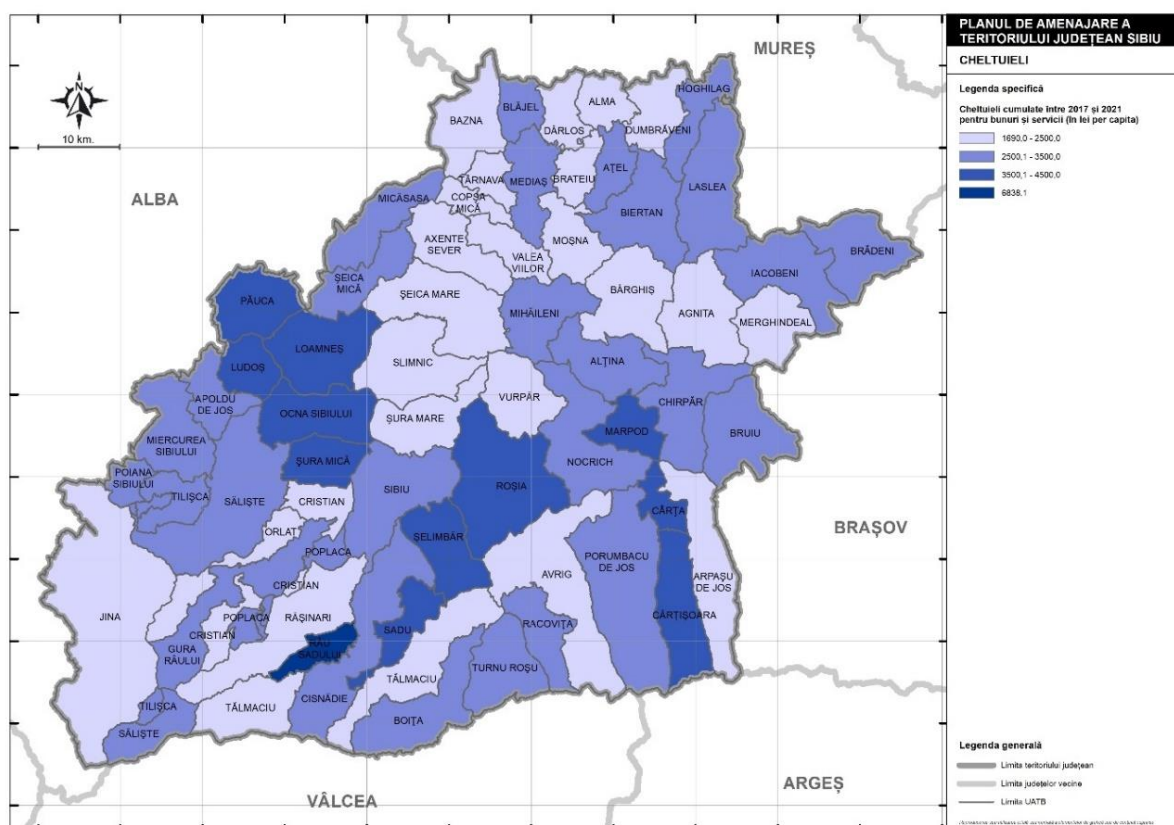 PLANUL DE AMENAJARE A
TERITORIULUI JUDEȚEAN SIBIU
CHELTUIELI
Legenda specifică
Cheltuieli cumulate între 2017 și 2021
pentru bunuri și servicii (în lei per capita)
1690,0 - 2500,0
2500,1 - 3500,0
3500,1 - 4500,0
6838,1
N
10 km.
MUREȘ
ALBA
BRAȘOV
ARGEȘ
VÂLCEA
HOGHILAG
BLĂJEL
ALMA
BAZNA
DÂRLOS
DUMBRĂVENI
TÂRNAVA
MEDIAȘ
BRATEIU
AȚEL
LASLEA
MICĂSASA
COPȘA
MICĂ
BIERTAN
AXENTE
SEVER
MOȘNA
VALEA
VIILOR
BRĂDENI
IACOBENI
ȘEICA
MICĂ
ȘEICA MARE
BÂRGHIȘ
PĂUCA
MIHĂILENI
AGNITA
MERGHINDEAL
LOAMNEȘ
SLIMNIC
ALȚINA
LUDOȘ
APOLDU
DE JOS
VURPĂR
CHIRPĂR
OCNA SIBIULUI
ȘURA MARE
MARPOD
BRUIU
MIERCUREA
SIBIULUI
ȘURA MICĂ
NOCRICH
POIANA
SIBIULUI
TILIȘCA
SĂLIȘTE
CRISTIAN
SIBIU
ROȘIA
CÂRȚA
ORLAT
ȘELIMBĂR
POPLACA
PORUMBACU
DE JOS
AVRIG
ARPAȘU
DE JOS
CRISTIAN
JINA
POPLACA
RĂȘINARI
CÂRȚIȘOARA
CRISTIAN
SADU
RACOVIȚA
GURA
RÂULUI
RÂU
SADULUI
TĂLMACIU
TURNU ROȘU
TILIȘCA
TĂLMACIU
CISNĂDIE
BOIȚA
SĂLIȘTE
Legenda generală
Limita teritoriului județean
Limita județelor vecine
Limita UATB